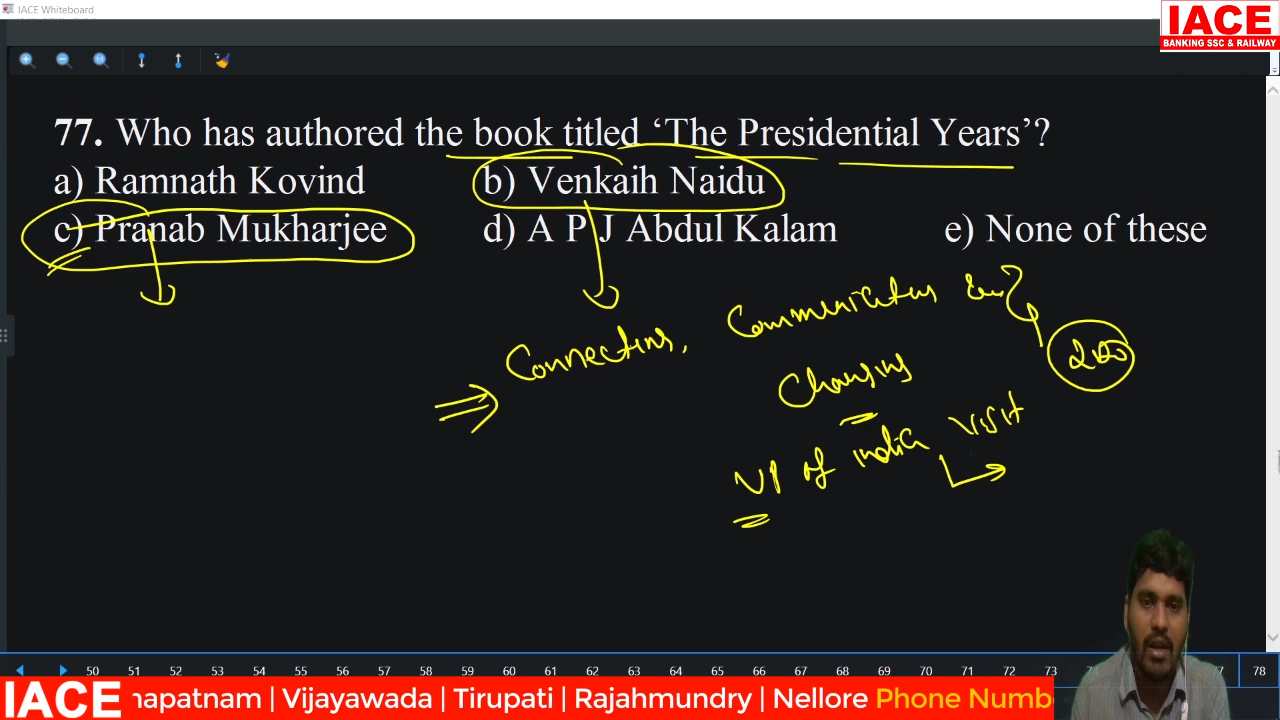 IACE Whiteboard
IACE
BANKING SSC & RAILWAY
77. Who has authored the book titled ‘The Presidential Years’?
a) Ramnath Kovind b) Venkaih Naidu
c) Pranab Mukharjee d) A P J Abdul Kalam e) None of these
Connecting, Communicating
Changing
VP of india visit
50 51 52 53 54 55 56 57 58 59 60 61 62 63 64 65 66 67 68 69 70 71 72 73 78
IACE napatnam | Vijayawada | Tirupati | Rajahmundry | Nellore Phone Numb